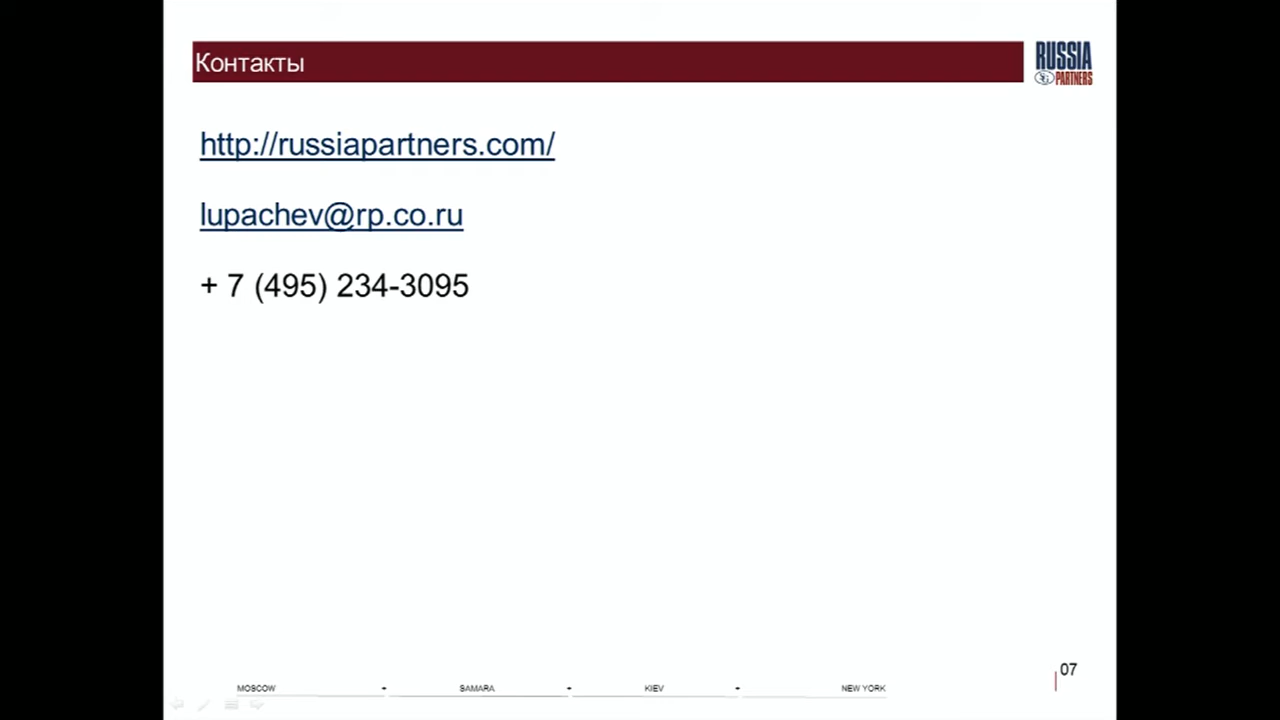 Контакты
RUSSIA
PARTNERS
http://russiapartners.com/
lupachev@rp.co.ru
+ 7 (495) 234-3095
07
MOSCOW - SAMARA - KIEV - NEW YORK